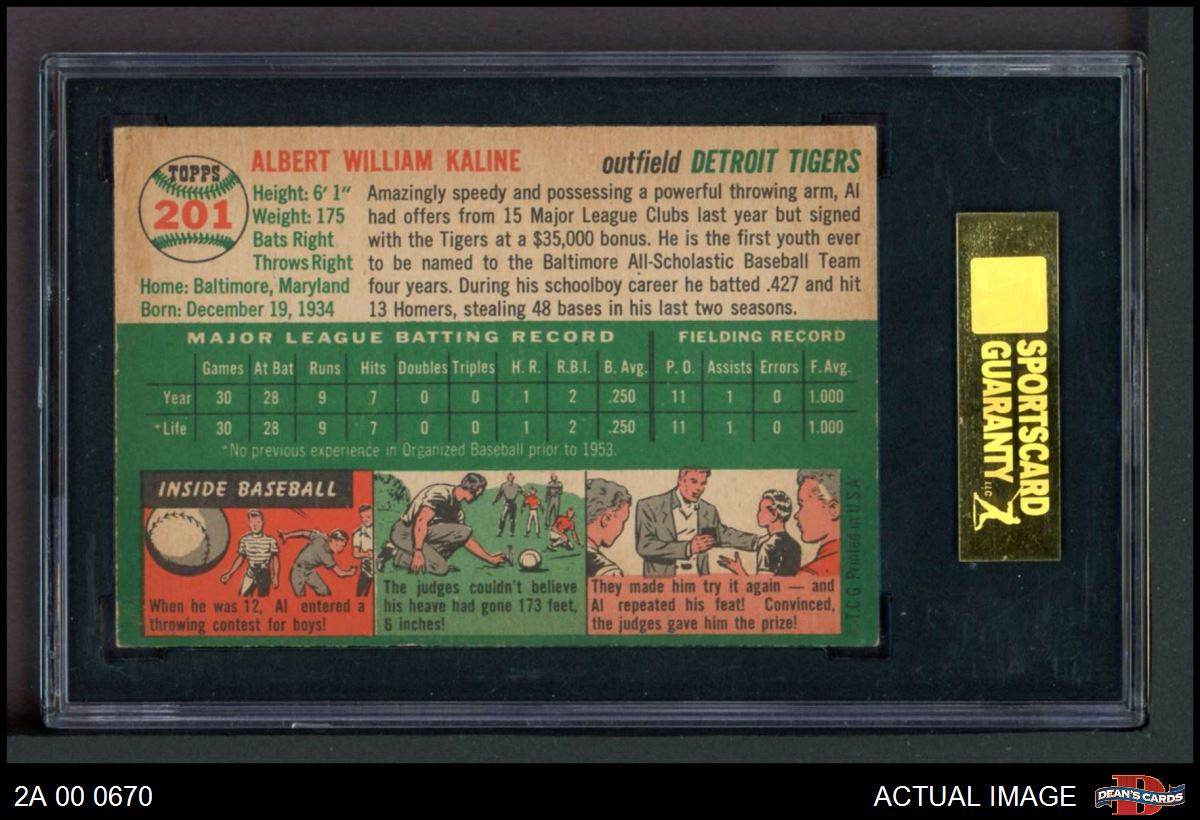 TOPPS
201
ALBERT WILLIAM KALINE
outfield DETROIT TIGERS
Height: 6' 1"
Weight: 175
Bats Right
Throws Right
Home: Baltimore, Maryland
Born: December 19, 1934
Amazingly speedy and possessing a powerful throwing arm, Al
had offers from 15 Major League Clubs last year but signed
with the Tigers at a $35,000 bonus. He is the first youth ever
to be named to the Baltimore All-Scholastic Baseball Team
four years. During his schoolboy career he batted .427 and hit
13 Homers, stealing 48 bases in his last two seasons.
MAJOR LEAGUE BATTING RECORD FIELDING RECORD
Games At Bat Runs Hits Doubles Triples H. R. R.B.I. B. Avg. P. O. Assists Errors F. Avg.
Year 30 28 9 7 0 0 1 2 .250 11 1 0 1.000
*Life 30 28 9 7 0 0 1 2 .250 11 1 0 1.000
*No previous experience in Organized Baseball prior to 1953.
INSIDE BASEBALL
When he was 12, Al entered a
throwing contest for boys!
The judges couldn't believe
his heave had gone 173 feet,
6 inches!
They made him try it again — and
Al repeated his feat! Convinced,
the judges gave him the prize!
T.C.G. Printed in U.S.A.
SPORTSCARD
GUARANTY LLC
2A 00 0670
ACTUAL IMAGE
DEAN'S CARDS